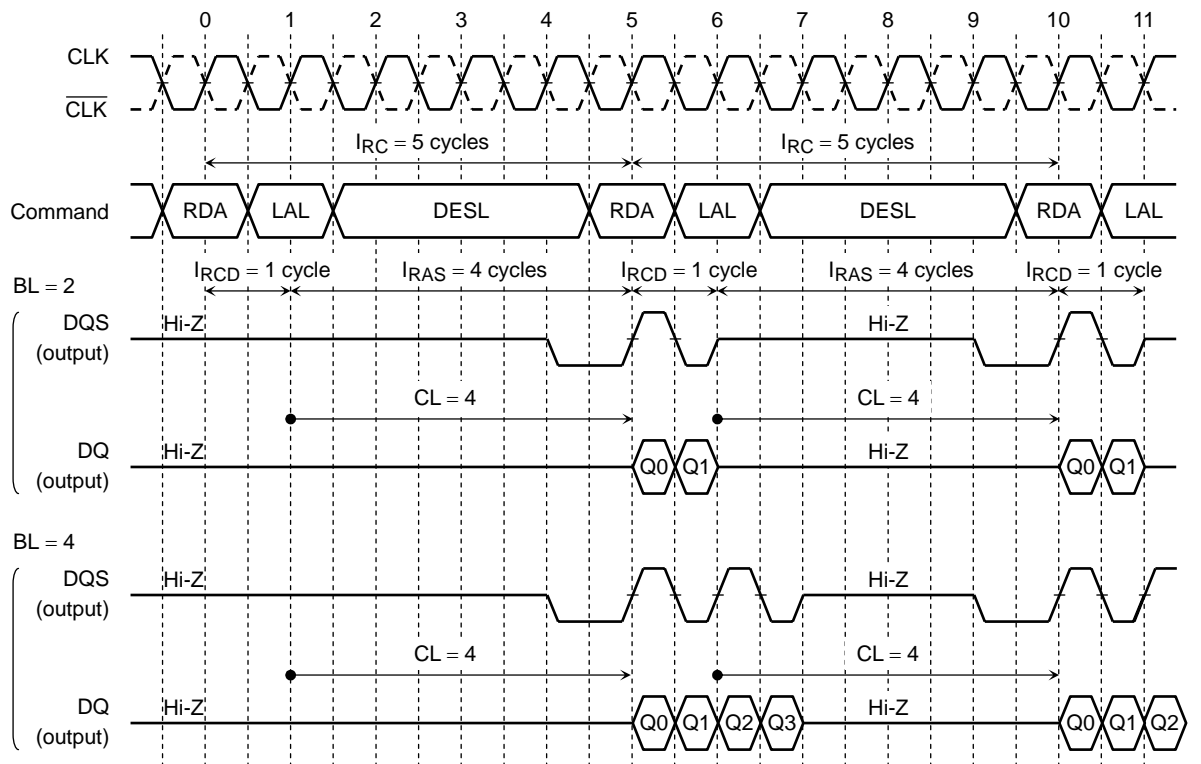 0 1 2 3 4 5 6 7 8 9 10 11
CLK
CLK
IRC = 5 cycles IRC = 5 cycles
Command RDA LAL DESL RDA LAL DESL RDA LAL
IRCD = 1 cycle IRAS = 4 cycles IRCD = 1 cycle IRAS = 4 cycles IRCD = 1 cycle
BL = 2
DQS Hi-Z Hi-Z
(output)
CL = 4 CL = 4
DQ Hi-Z Q0 Q1 Hi-Z Q0 Q1
(output)
BL = 4
DQS Hi-Z Hi-Z
(output)
CL = 4 CL = 4
DQ Hi-Z Q0 Q1 Q2 Q3 Hi-Z Q0 Q1 Q2
(output)